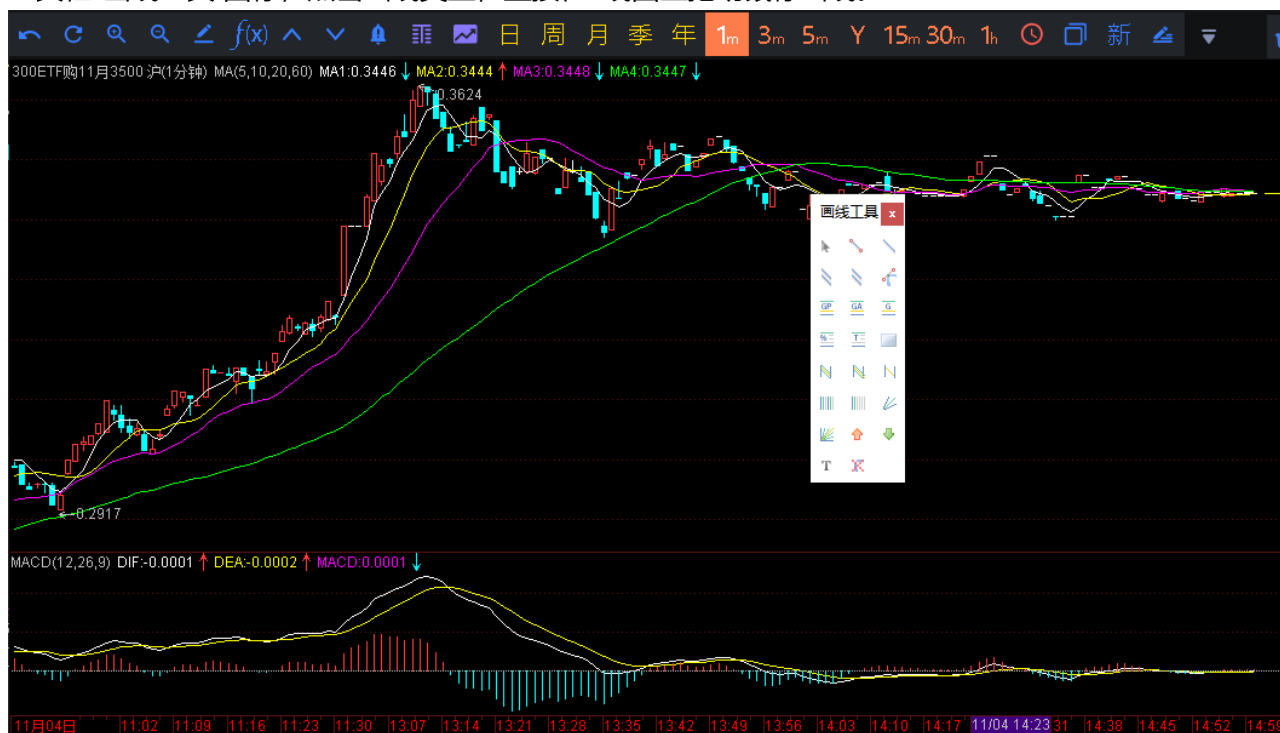 f(x) 日 周 月 季 年 1m 3m 5m Y 15m 30m 1h 新
300ETF购11月3500 沪(1分钟) MA(5,10,20,60) MA1:0.3446 ↓ MA2:0.3444 ↑ MA3:0.3448 ↓ MA4:0.3447 ↓
0.3624
画线工具 x
GP GA G
% T
T
0.2917
MACD(12,26,9) DIF:-0.0001 ↑ DEA:-0.0002 ↑ MACD:0.0001 ↓
11月04日 11:02 11:09 11:16 11:23 11:30 13:07 13:14 13:21 13:28 13:35 13:42 13:49 13:56 14:03 14:10 14:17 11/04 14:23 31 14:38 14:45 14:52 14:59